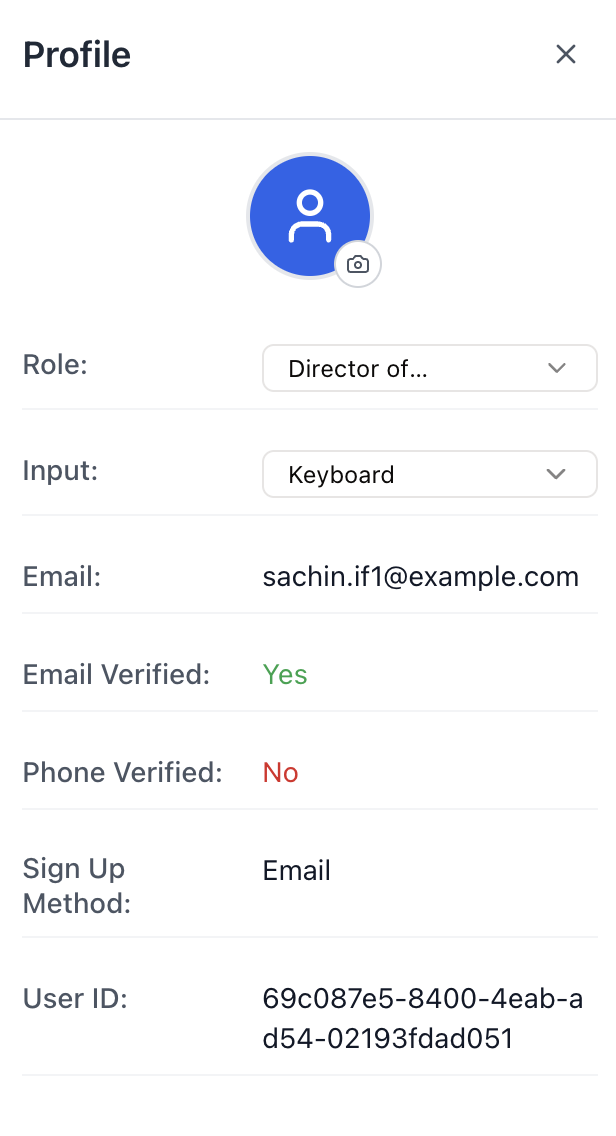 Profile
Role:
Director of...
Input:
Keyboard
Email:
sachin.if1@example.com
Email Verified:
Yes
Phone Verified:
No
Sign Up
Method:
Email
User ID:
69c087e5-8400-4eab-a
d54-02193fdad051